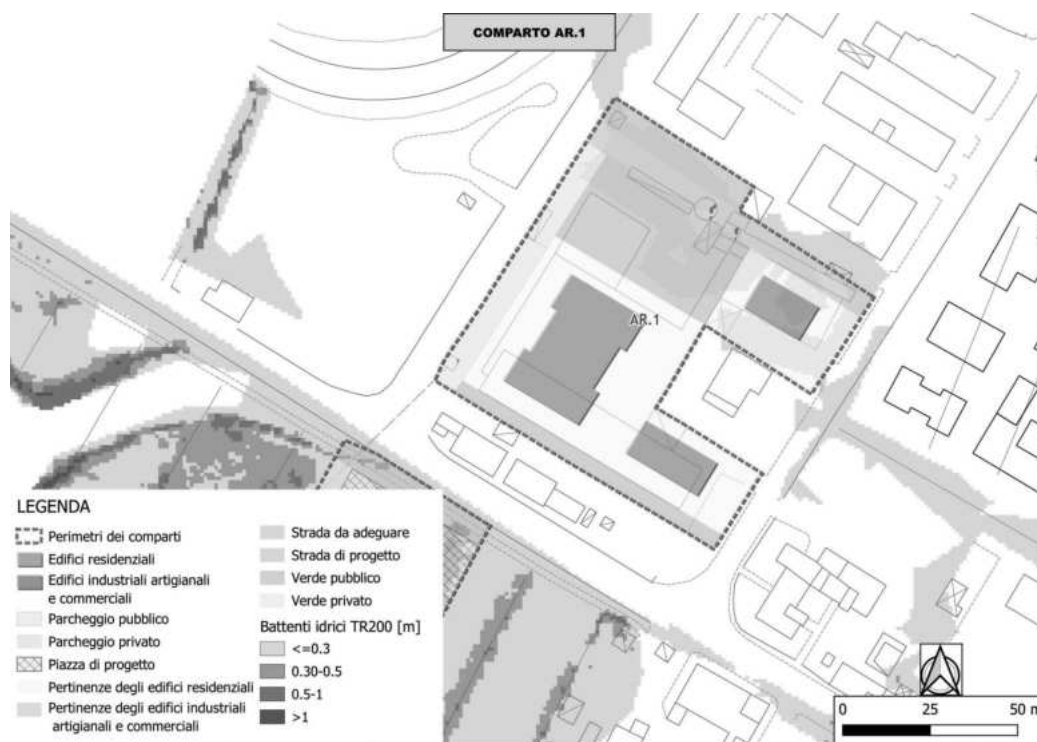 COMPARTO AR.1
AR.1
LEGENDA
Perimetri dei comparti
Edifici residenziali
Edifici industriali artigianali
e commerciali
Parcheggio pubblico
Parcheggio privato
Piazza di progetto
Pertinenze degli edifici residenziali
Pertinenze degli edifici industriali
artigianali e commerciali
Strada da adeguare
Strada di progetto
Verde pubblico
Verde privato
Battenti idrici TR200 [m]
<=0.3
0.30-0.5
0.5-1
>1
0 25 50 m